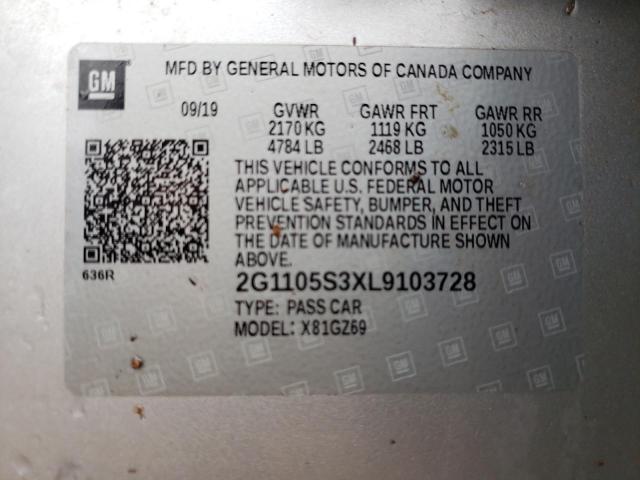 GM
MFD BY GENERAL MOTORS OF CANADA COMPANY
09/19 GVWR GAWR FRT GAWR RR
2170 KG 1119 KG 1050 KG
4784 LB 2468 LB 2315 LB
THIS VEHICLE CONFORMS TO ALL
APPLICABLE U.S. FEDERAL MOTOR
VEHICLE SAFETY, BUMPER, AND THEFT
PREVENTION STANDARDS IN EFFECT ON
THE DATE OF MANUFACTURE SHOWN
ABOVE.
636R
2G1105S3XL9103728
TYPE: PASS CAR
MODEL: X81GZ69